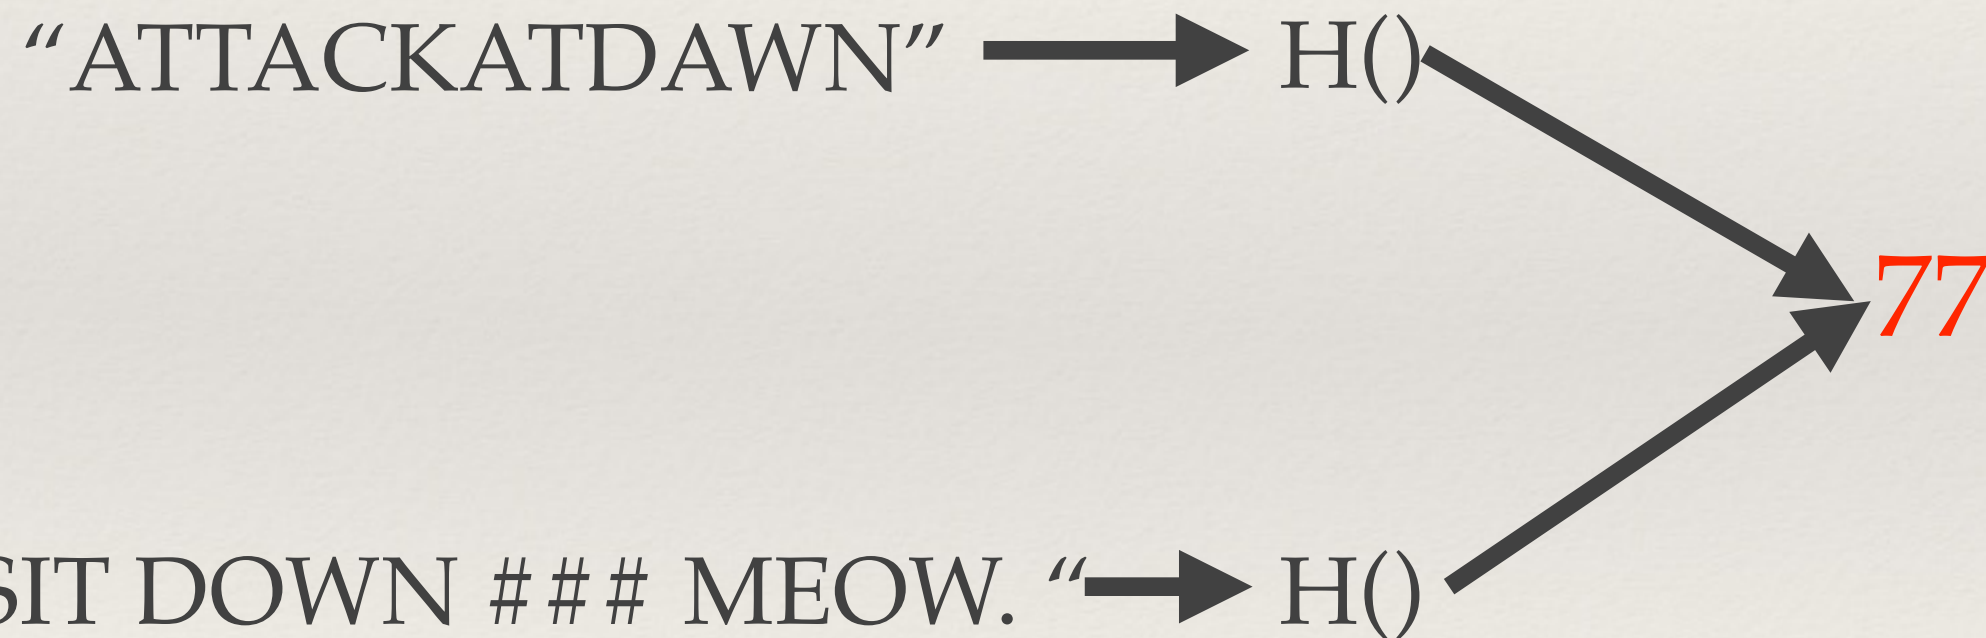 “ATTACKATDAWN” H()
77
SIT DOWN ### MEOW. “ H()